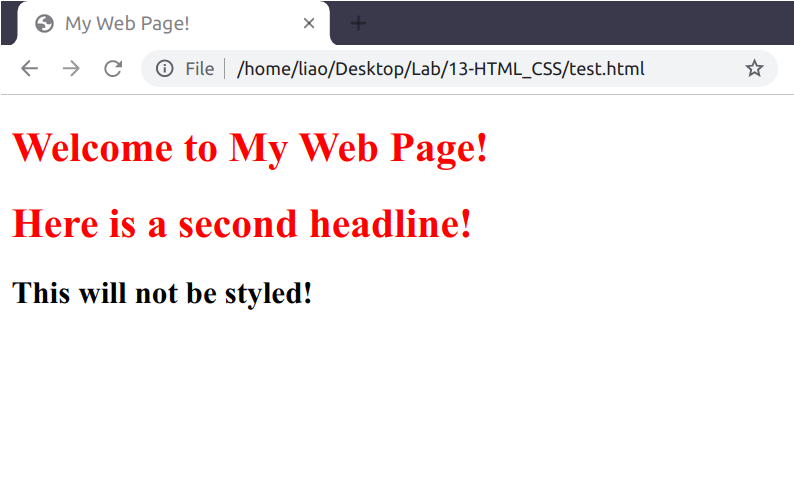 My Web Page!
File /home/liao/Desktop/Lab/13-HTML_CSS/test.html
Welcome to My Web Page!
Here is a second headline!
This will not be styled!